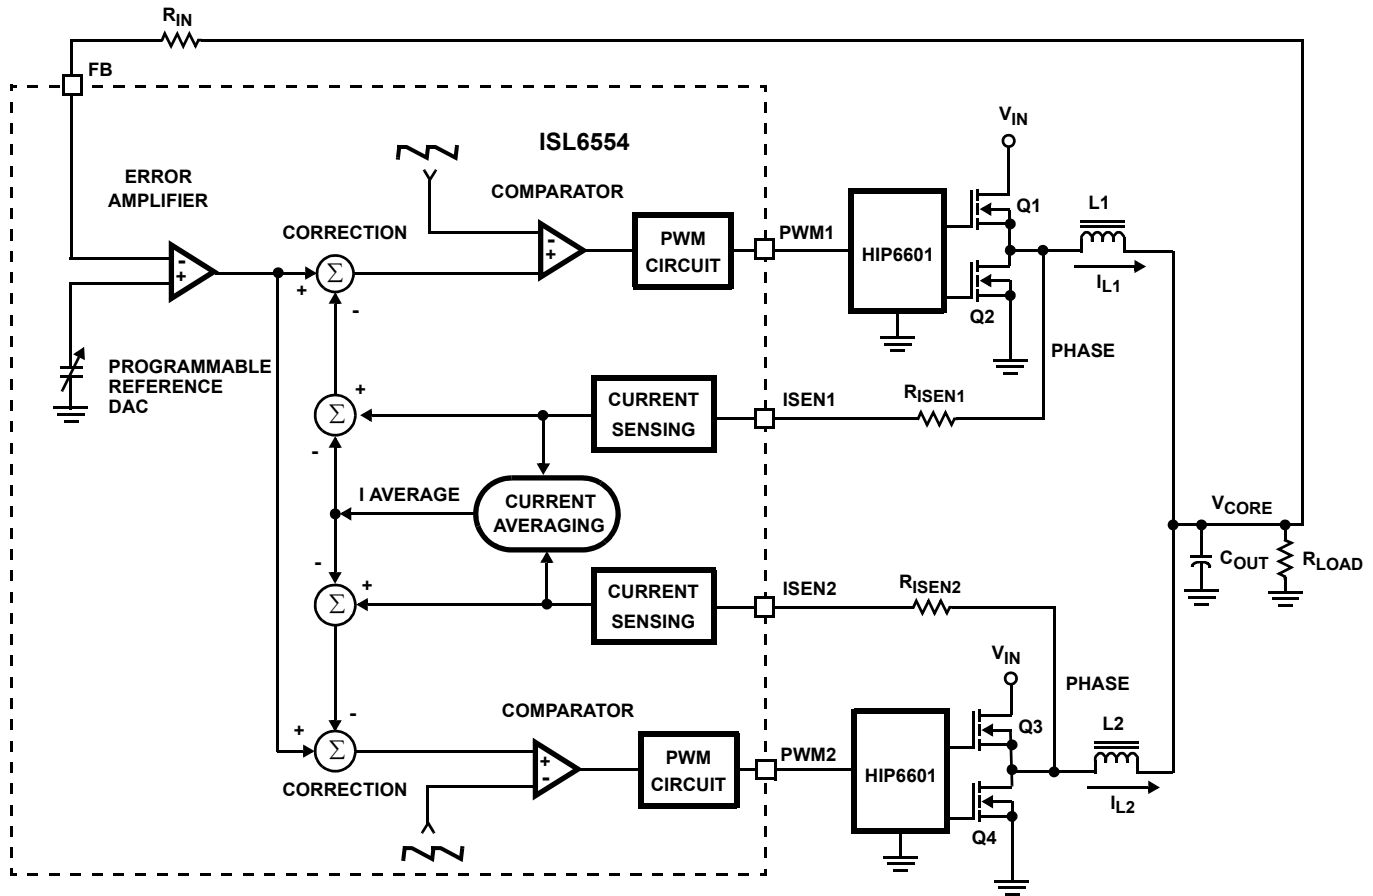 RIN
FB
ISL6554
VIN
ERROR
AMPLIFIER
COMPARATOR
CORRECTION
-
+
-
+
+
Σ
-
PWM
CIRCUIT
PWM1
HIP6601
Q1
Q2
L1
IL1
PHASE
PROGRAMMABLE
REFERENCE
DAC
+
Σ
-
CURRENT
SENSING
ISEN1
RISEN1
I AVERAGE
CURRENT
AVERAGING
VCORE
COUT
RLOAD
-
+
Σ
CURRENT
SENSING
ISEN2
RISEN2
VIN
PHASE
-
+
Σ
CORRECTION
COMPARATOR
+
-
PWM
CIRCUIT
PWM2
HIP6601
Q3
Q4
L2
IL2